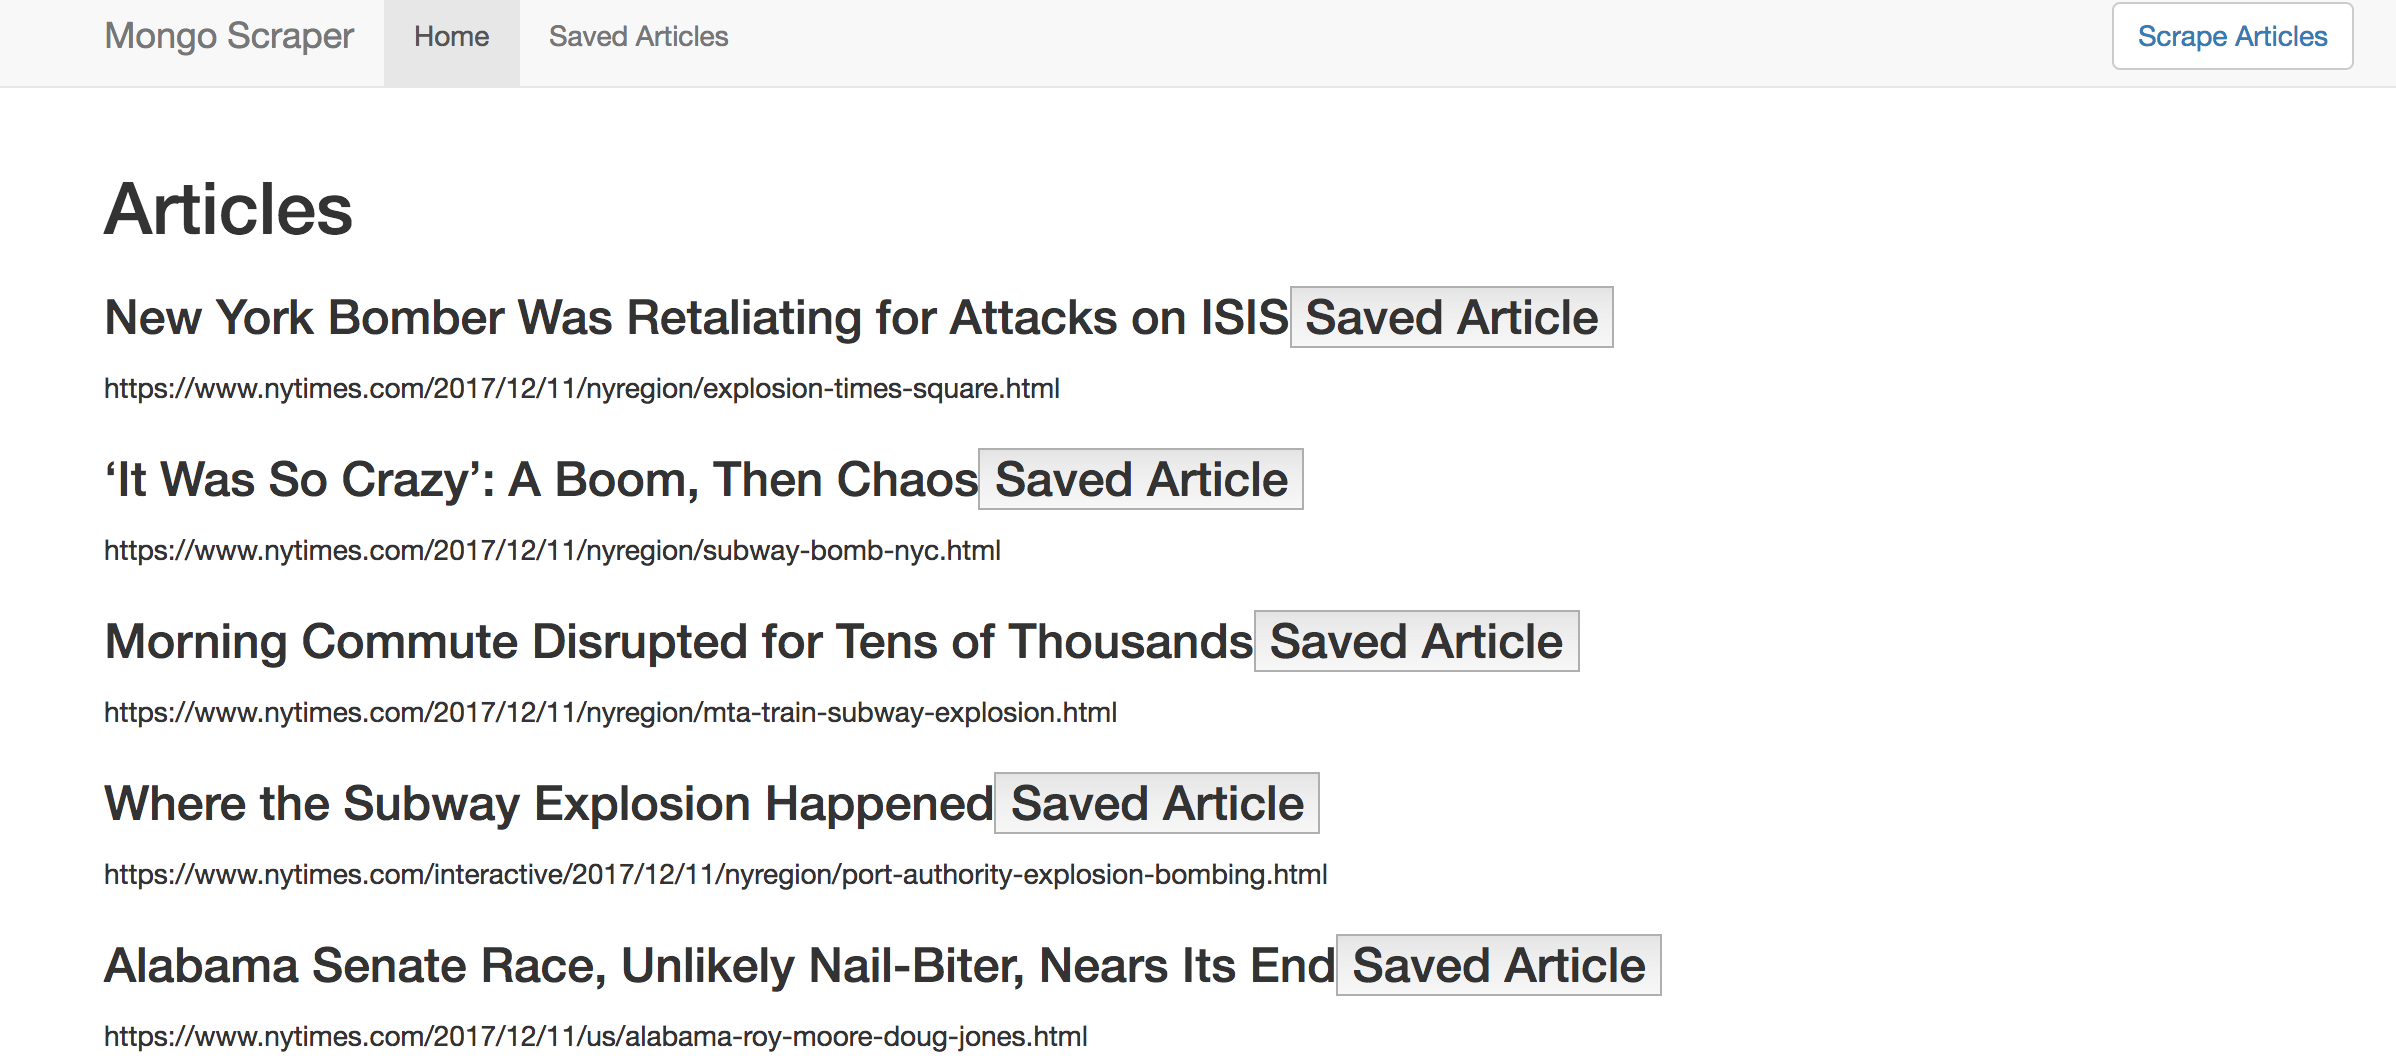 Mongo Scraper Home Saved Articles Scrape Articles
Articles
New York Bomber Was Retaliating for Attacks on ISIS Saved Article
https://www.nytimes.com/2017/12/11/nyregion/explosion-times-square.html
‘It Was So Crazy’: A Boom, Then Chaos Saved Article
https://www.nytimes.com/2017/12/11/nyregion/subway-bomb-nyc.html
Morning Commute Disrupted for Tens of Thousands Saved Article
https://www.nytimes.com/2017/12/11/nyregion/mta-train-subway-explosion.html
Where the Subway Explosion Happened Saved Article
https://www.nytimes.com/interactive/2017/12/11/nyregion/port-authority-explosion-bombing.html
Alabama Senate Race, Unlikely Nail-Biter, Nears Its End Saved Article
https://www.nytimes.com/2017/12/11/us/alabama-roy-moore-doug-jones.html